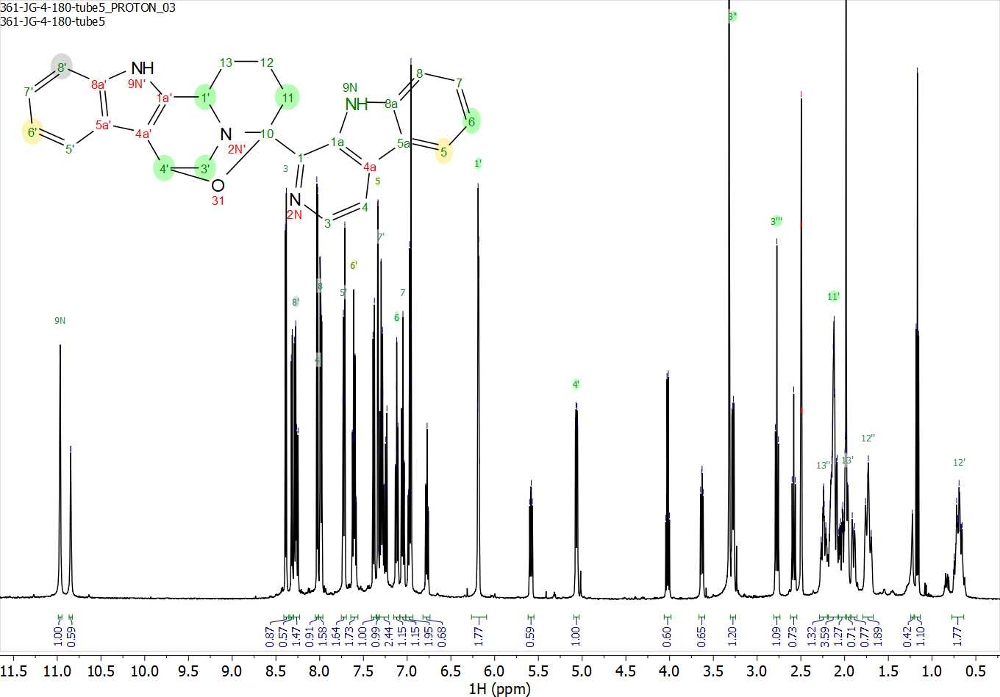 361-JG-4-180-tube5_PROTON_03
361-JG-4-180-tube5
3"
8' NH 13 12 8
9N' 9N
7' 8a' 1a' 1' 11 NH 8a 7
6' 5a' 4a' N 10 1a 5a 6
5' 2N' 1 4a 5
4' 3' 3 1'
O 5
31 N 4
2N 3
3'''
7'
6'
8
5' 7
8' 11'
9N 6
4
4'
12"
13" 13' 12'
1.00 0.59 0.87 0.57 1.47 0.91 1.58 1.64 1.73 1.00 0.99 2.44 1.15 1.15 1.95 0.68 1.77 0.59 1.00 0.60 0.65 1.20 1.09 0.73 1.32 3.59 1.27 0.71 0.77 1.89 0.42 1.10 1.77
11.5 11.0 10.5 10.0 9.5 9.0 8.5 8.0 7.5 7.0 6.5 6.0 5.5 5.0 4.5 4.0 3.5 3.0 2.5 2.0 1.5 1.0 0.5
1H (ppm)